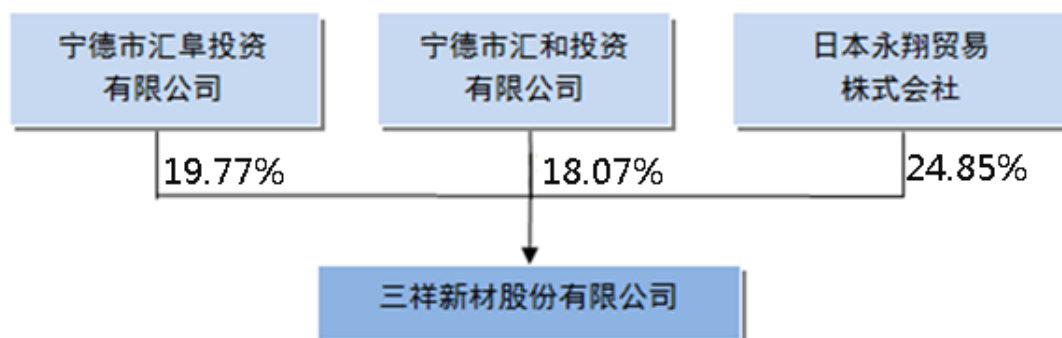 宁德市汇阜投资
有限公司
宁德市汇和投资
有限公司
日本永翔贸易
株式会社
19.77%
18.07%
24.85%
三祥新材股份有限公司